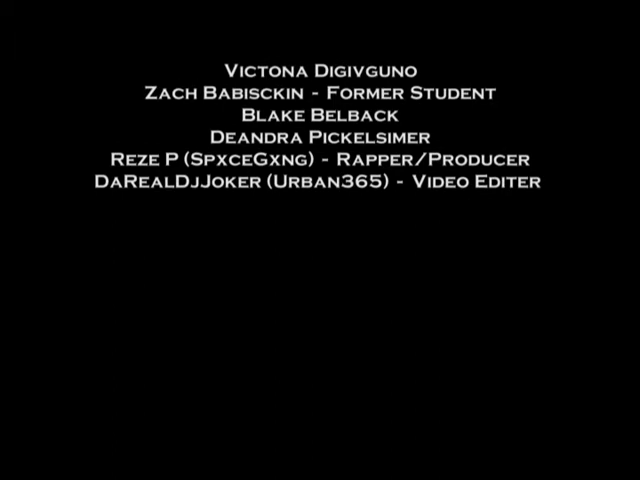 Victona Digivguno
Zach Babisckin - Former Student
Blake Belback
Deandra Pickelsimer
Reze P (SpxceGxng) - Rapper/Producer
DaRealDjJoker (Urban365) - Video Editer